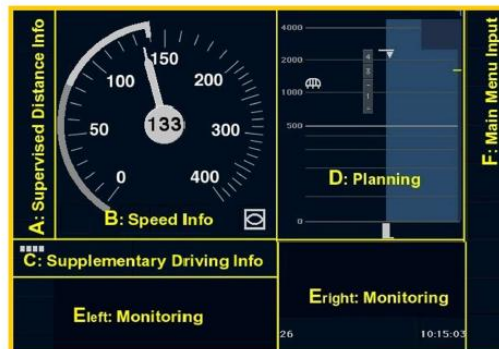 A: Supervised Distance Info
0
50
100
150
200
300
400
133
B: Speed Info
4000
2000
1000
500
0
4
D: Planning
F: Main Menu Input
C: Supplementary Driving Info
Eleft: Monitoring
Eright: Monitoring
26
10:15:03